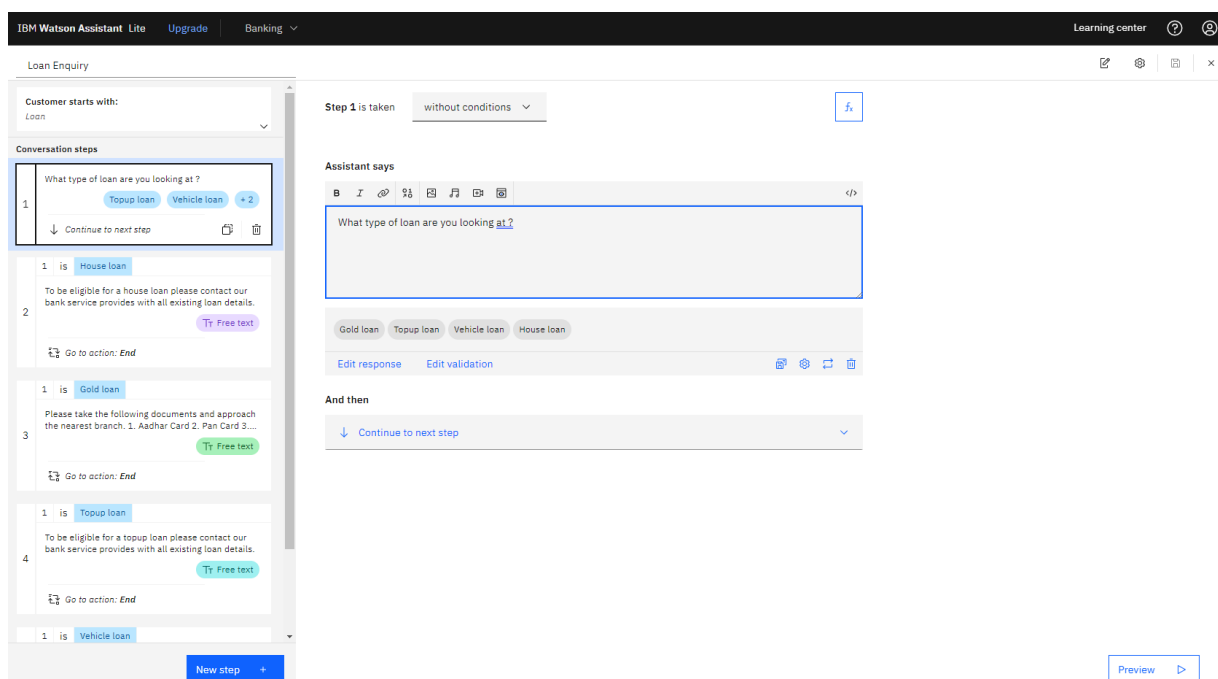 IBM Watson Assistant Lite Upgrade Banking Learning center
Loan Enquiry
Customer starts with:
Loan
Conversation steps
1
What type of loan are you looking at ?
Topup loan Vehicle loan + 2
Continue to next step
1 is House loan
2
To be eligible for a house loan please contact our
bank service provides with all existing loan details.
Tт Free text
Go to action: End
1 is Gold loan
3
Please take the following documents and approach
the nearest branch. 1. Aadhar Card 2. Pan Card 3....
Tт Free text
Go to action: End
1 is Topup loan
4
To be eligible for a topup loan please contact our
bank service provides with all existing loan details.
Tт Free text
Go to action: End
1 is Vehicle loan
New step +
Step 1 is taken without conditions
fx
Assistant says
B I </>
What type of loan are you looking at ?
Gold loan Topup loan Vehicle loan House loan
Edit response Edit validation
And then
Continue to next step
Preview